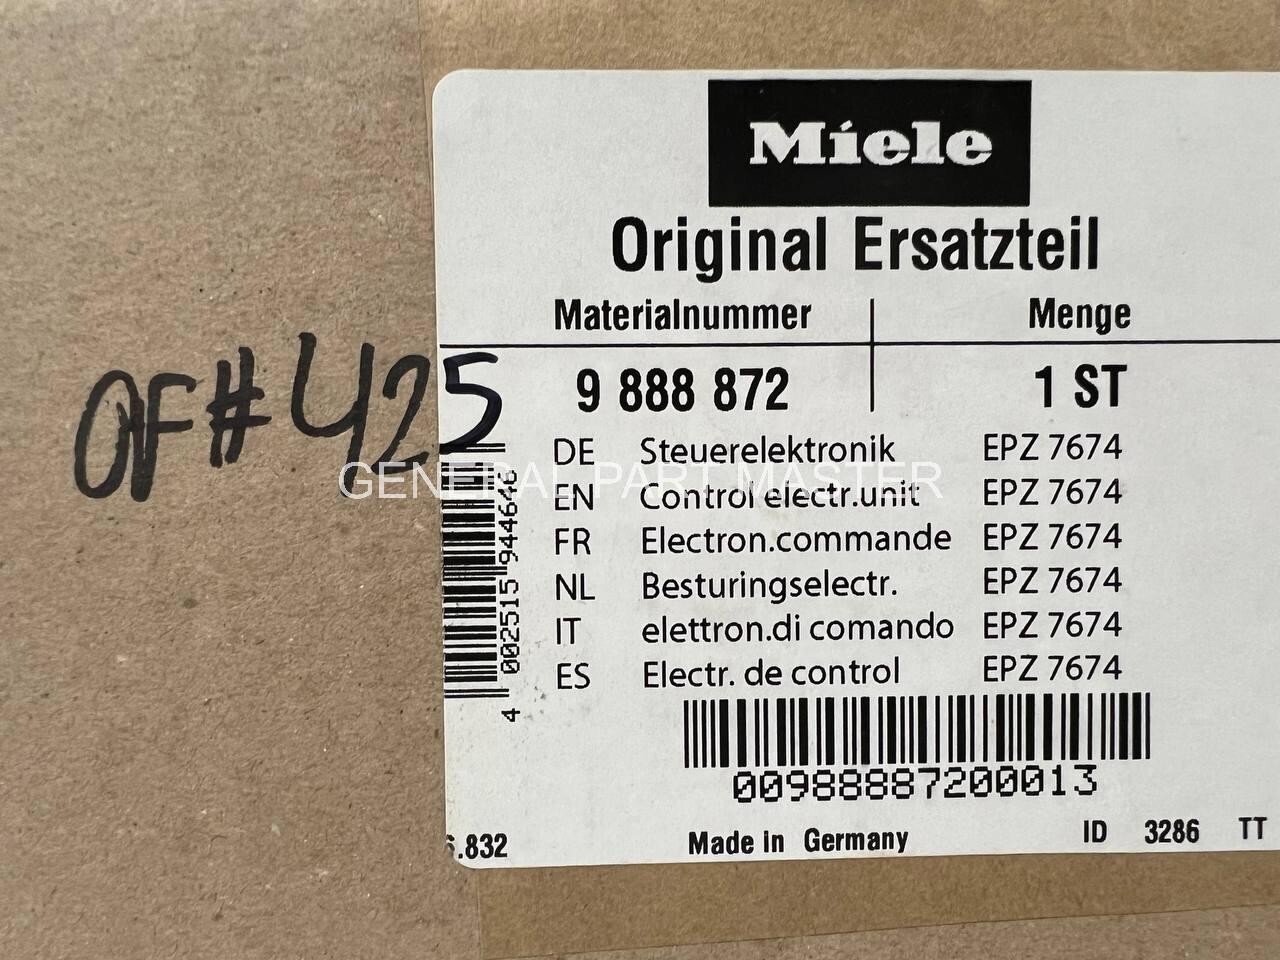 Miele
Original Ersatzteil
Materialnummer Menge
9 888 872 1 ST
OF#425
DE Steuerelektronik EPZ 7674
GENERAL PART MASTER
EN Control electr.unit EPZ 7674
FR Electron.commande EPZ 7674
NL Besturingselectr. EPZ 7674
IT elettron.di comando EPZ 7674
ES Electr. de control EPZ 7674
4 002515 944646
00988887200013
.832 Made in Germany ID 3286 TT